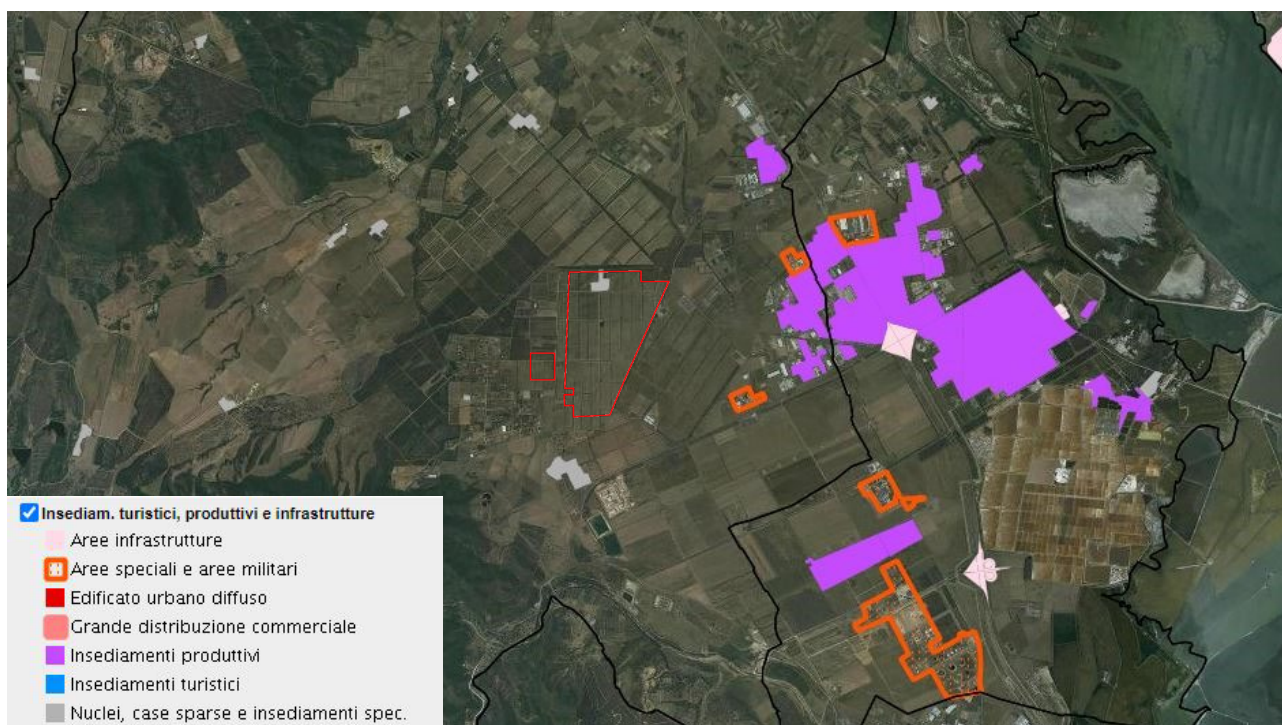 Insediam. turistici, produttivi e infrastrutture
Aree infrastrutture
Aree speciali e aree militari
Edificato urbano diffuso
Grande distribuzione commerciale
Insediamenti produttivi
Insediamenti turistici
Nuclei, case sparse e insediamenti spec.